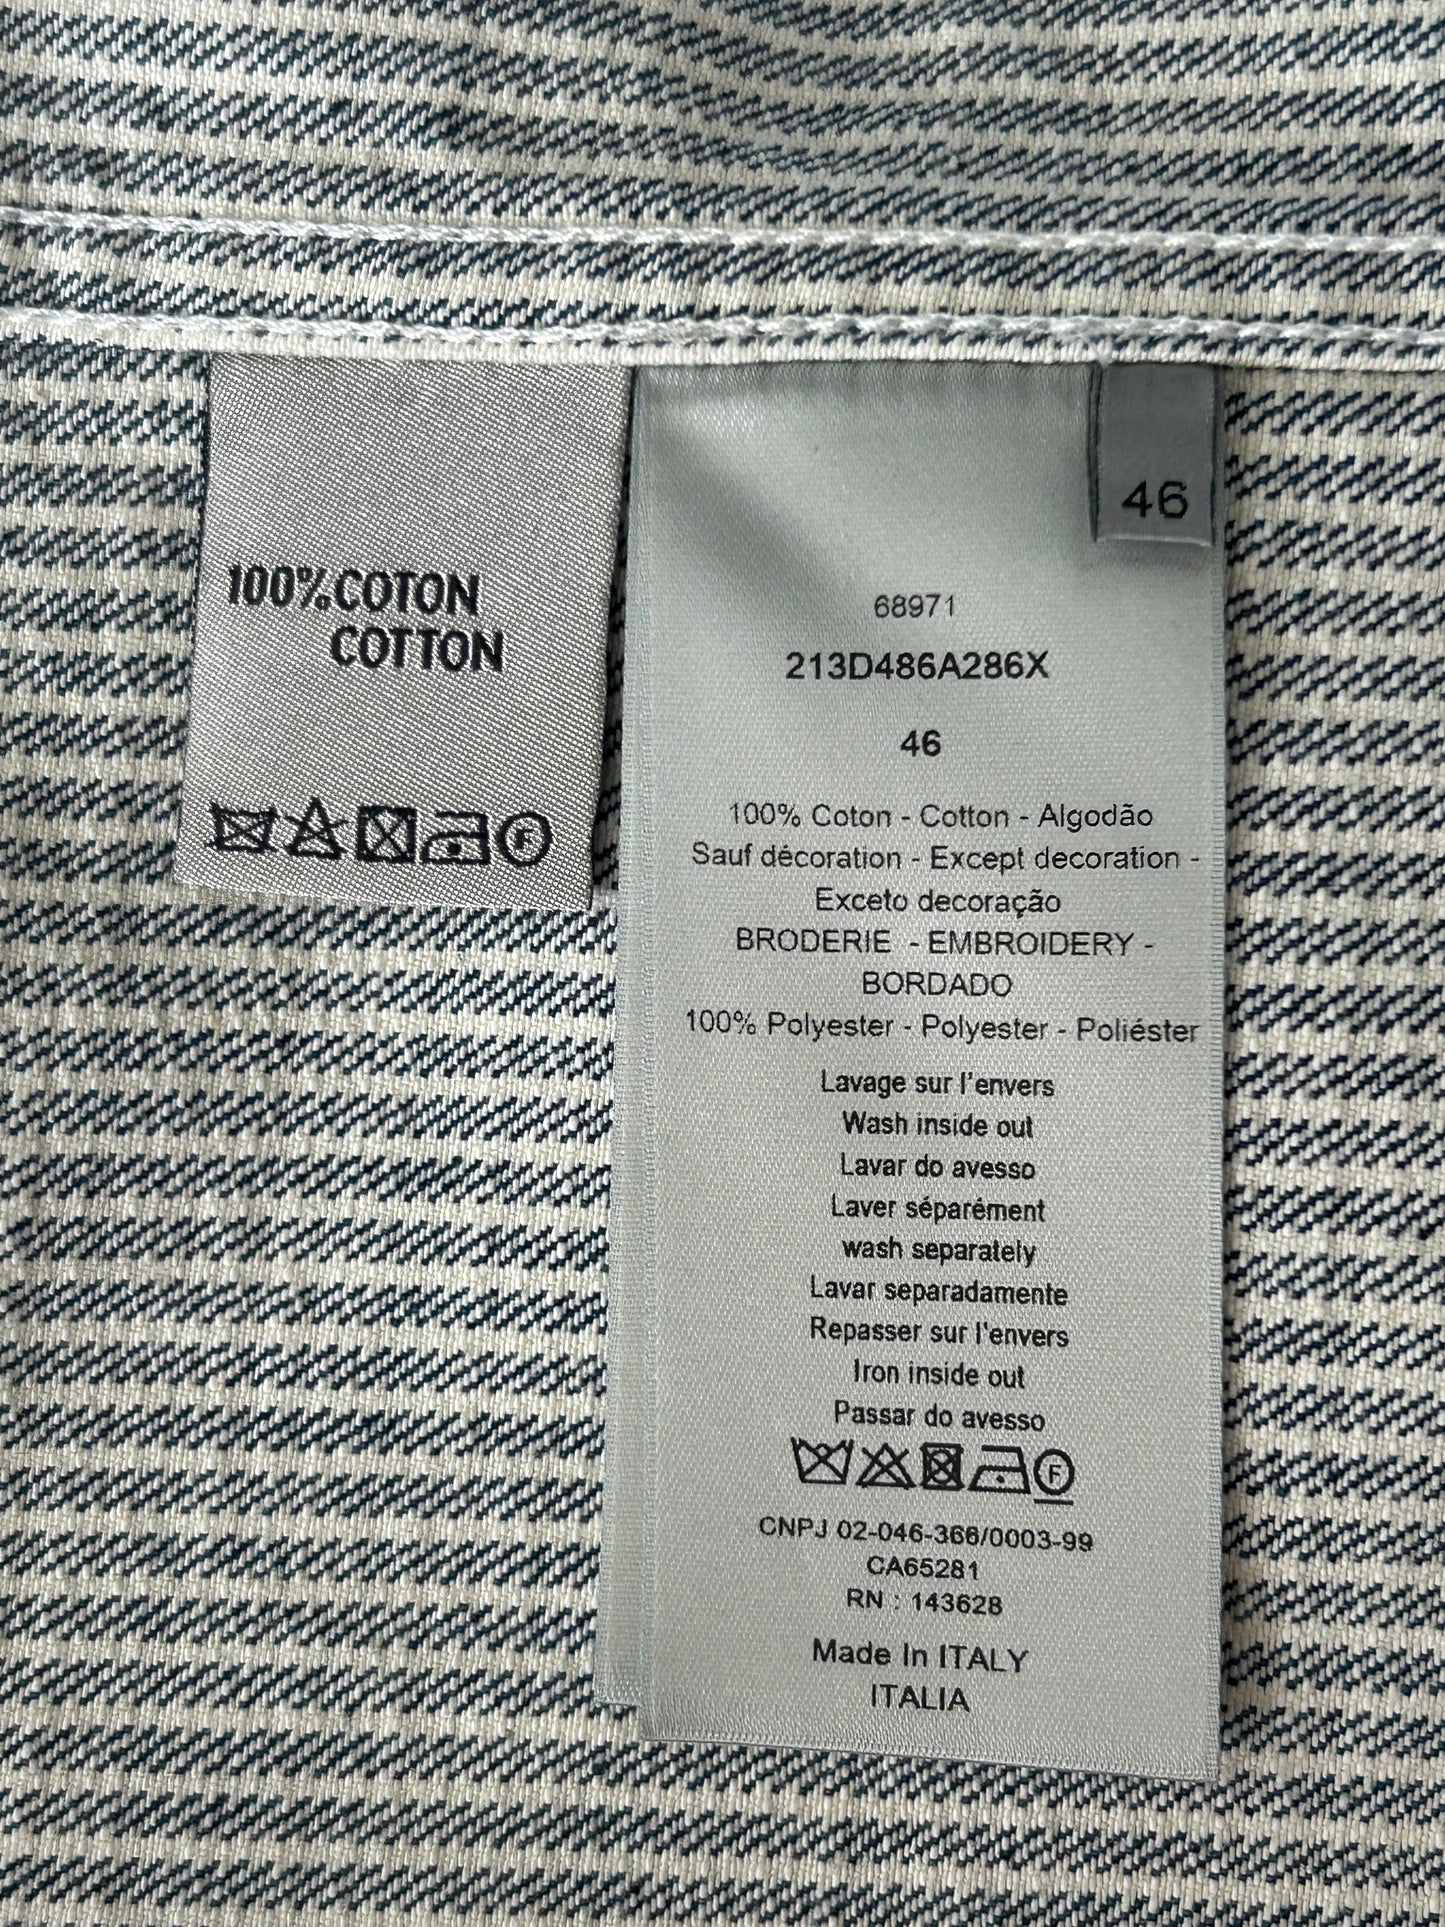 100% COTON
COTTON
46
68971
213D486A286X
46
100% Coton - Cotton - Algodão
Sauf décoration - Except decoration -
Exceto decoração
BRODERIE - EMBROIDERY -
BORDADO
100% Polyester - Polyester - Poliéster
Lavage sur l'envers
Wash inside out
Lavar do avesso
Laver séparément
wash separately
Lavar separadamente
Repasser sur l'envers
Iron inside out
Passar do avesso
F
F
CNPJ 02-046-366/0003-99
CA65281
RN : 143628
Made In ITALY
ITALIA